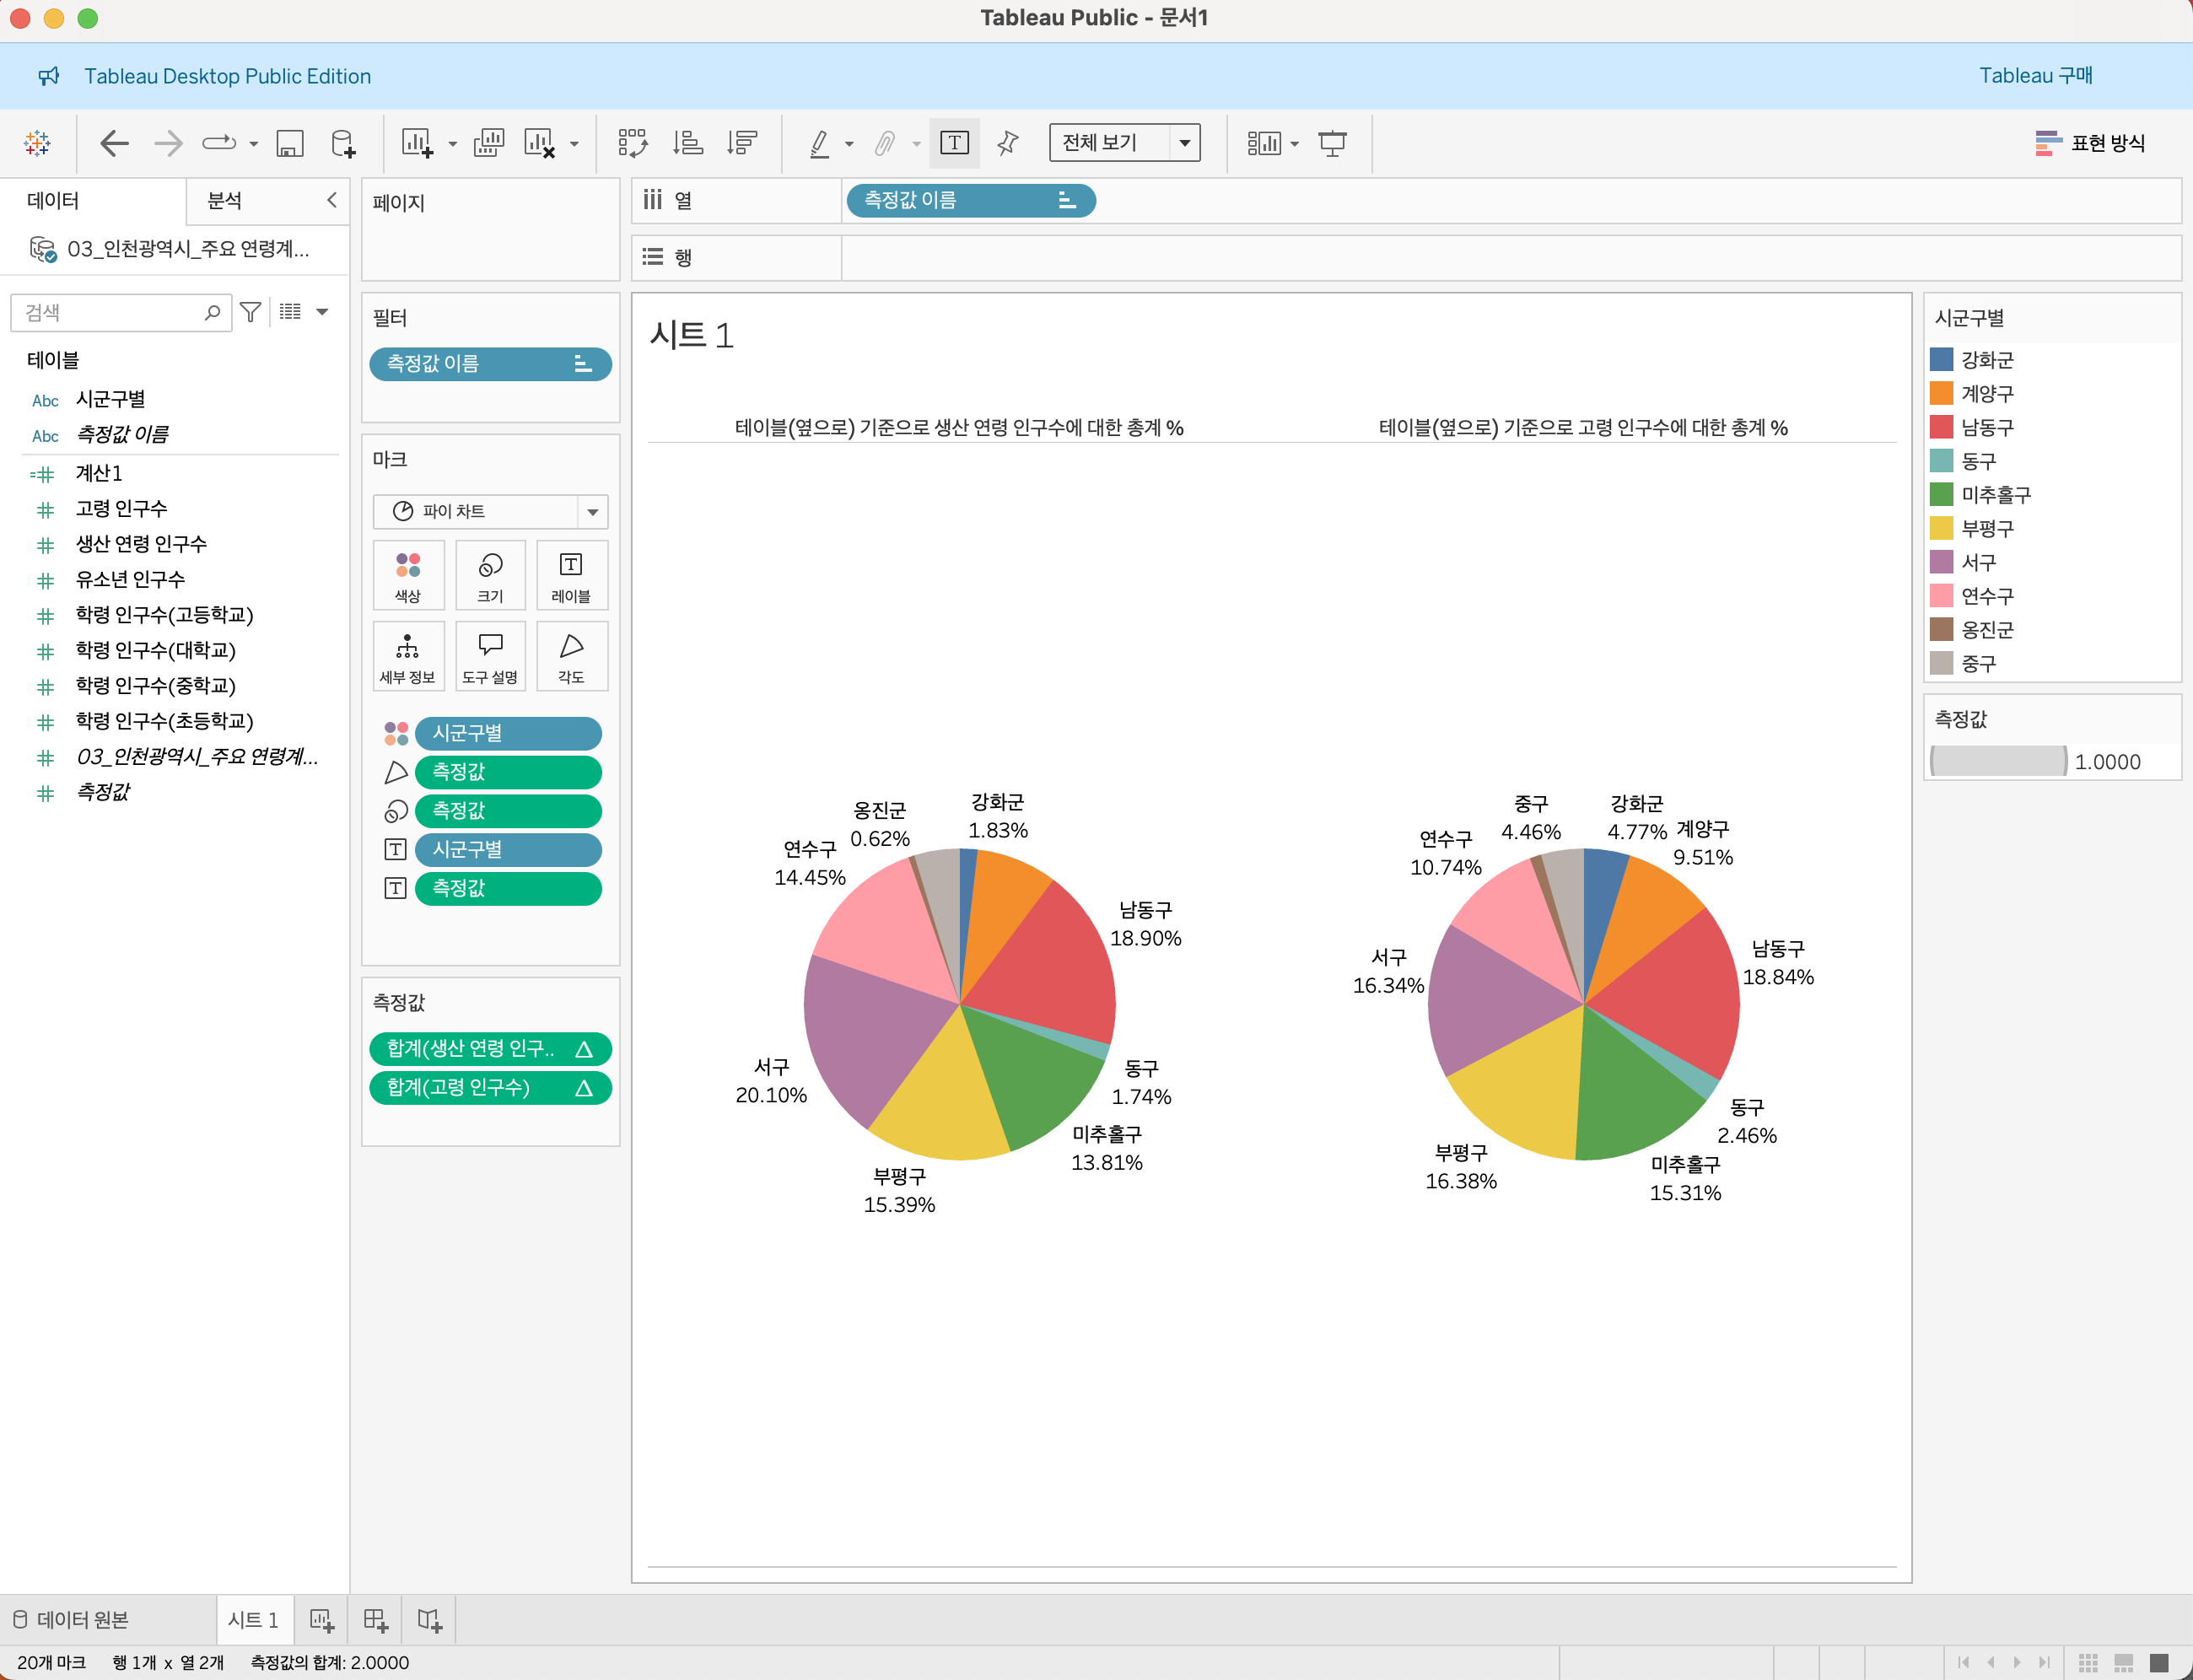 Tableau Public - 문서1
Tableau Desktop Public Edition
Tableau 구매
전체 보기
표현 방식
데이터
분석
03_인천광역시_주요 연령계...
검색
테이블
Abc 시군구별
Abc 측정값 이름
계산1
고령 인구수
생산 연령 인구수
유소년 인구수
학령 인구수(고등학교)
학령 인구수(대학교)
학령 인구수(중학교)
학령 인구수(초등학교)
03_인천광역시_주요 연령계...
측정값
페이지
필터
측정값 이름
마크
파이 차트
색상
크기
레이블
세부 정보
도구 설명
각도
시군구별
측정값
측정값
시군구별
측정값
측정값
합계(생산 연령 인구..
합계(고령 인구수)
열
측정값 이름
행
시트 1
테이블(옆으로) 기준으로 생산 연령 인구수에 대한 총계 %
테이블(옆으로) 기준으로 고령 인구수에 대한 총계 %
강화군
1.83%
남동구
18.90%
동구
1.74%
미추홀구
13.81%
부평구
15.39%
서구
20.10%
연수구
14.45%
옹진군
0.62%
강화군
4.77%
계양구
9.51%
남동구
18.84%
동구
2.46%
미추홀구
15.31%
부평구
16.38%
서구
16.34%
연수구
10.74%
중구
4.46%
시군구별
강화군
계양구
남동구
동구
미추홀구
부평구
서구
연수구
옹진군
중구
측정값
1.0000
데이터 원본
시트 1
20개 마크
행 1개 x 열 2개
측정값의 합계: 2.0000